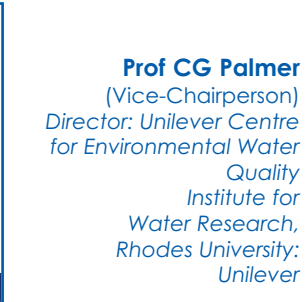 Prof CG Palmer
(Vice-Chairperson)
Director: Unilever Centre
for Environmental Water
Quality
Institute for
Water Research,
Rhodes University:
Unilever